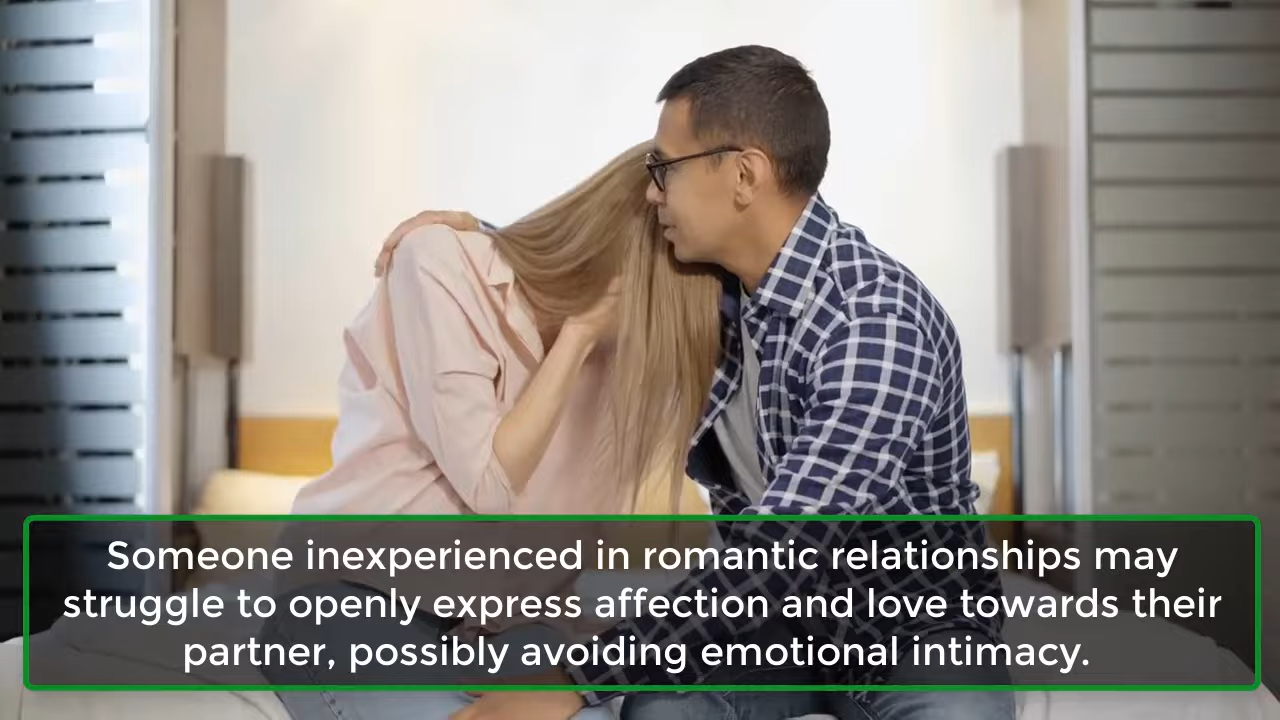 Someone inexperienced in romantic relationships may
struggle to openly express affection and love towards their
partner, possibly avoiding emotional intimacy.